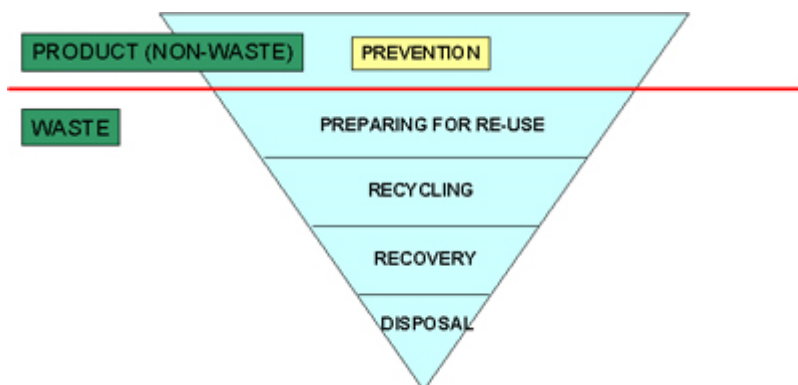 PRODUCT (NON-WASTE)
PREVENTION
WASTE
PREPARING FOR RE-USE
RECYCLING
RECOVERY
DISPOSAL